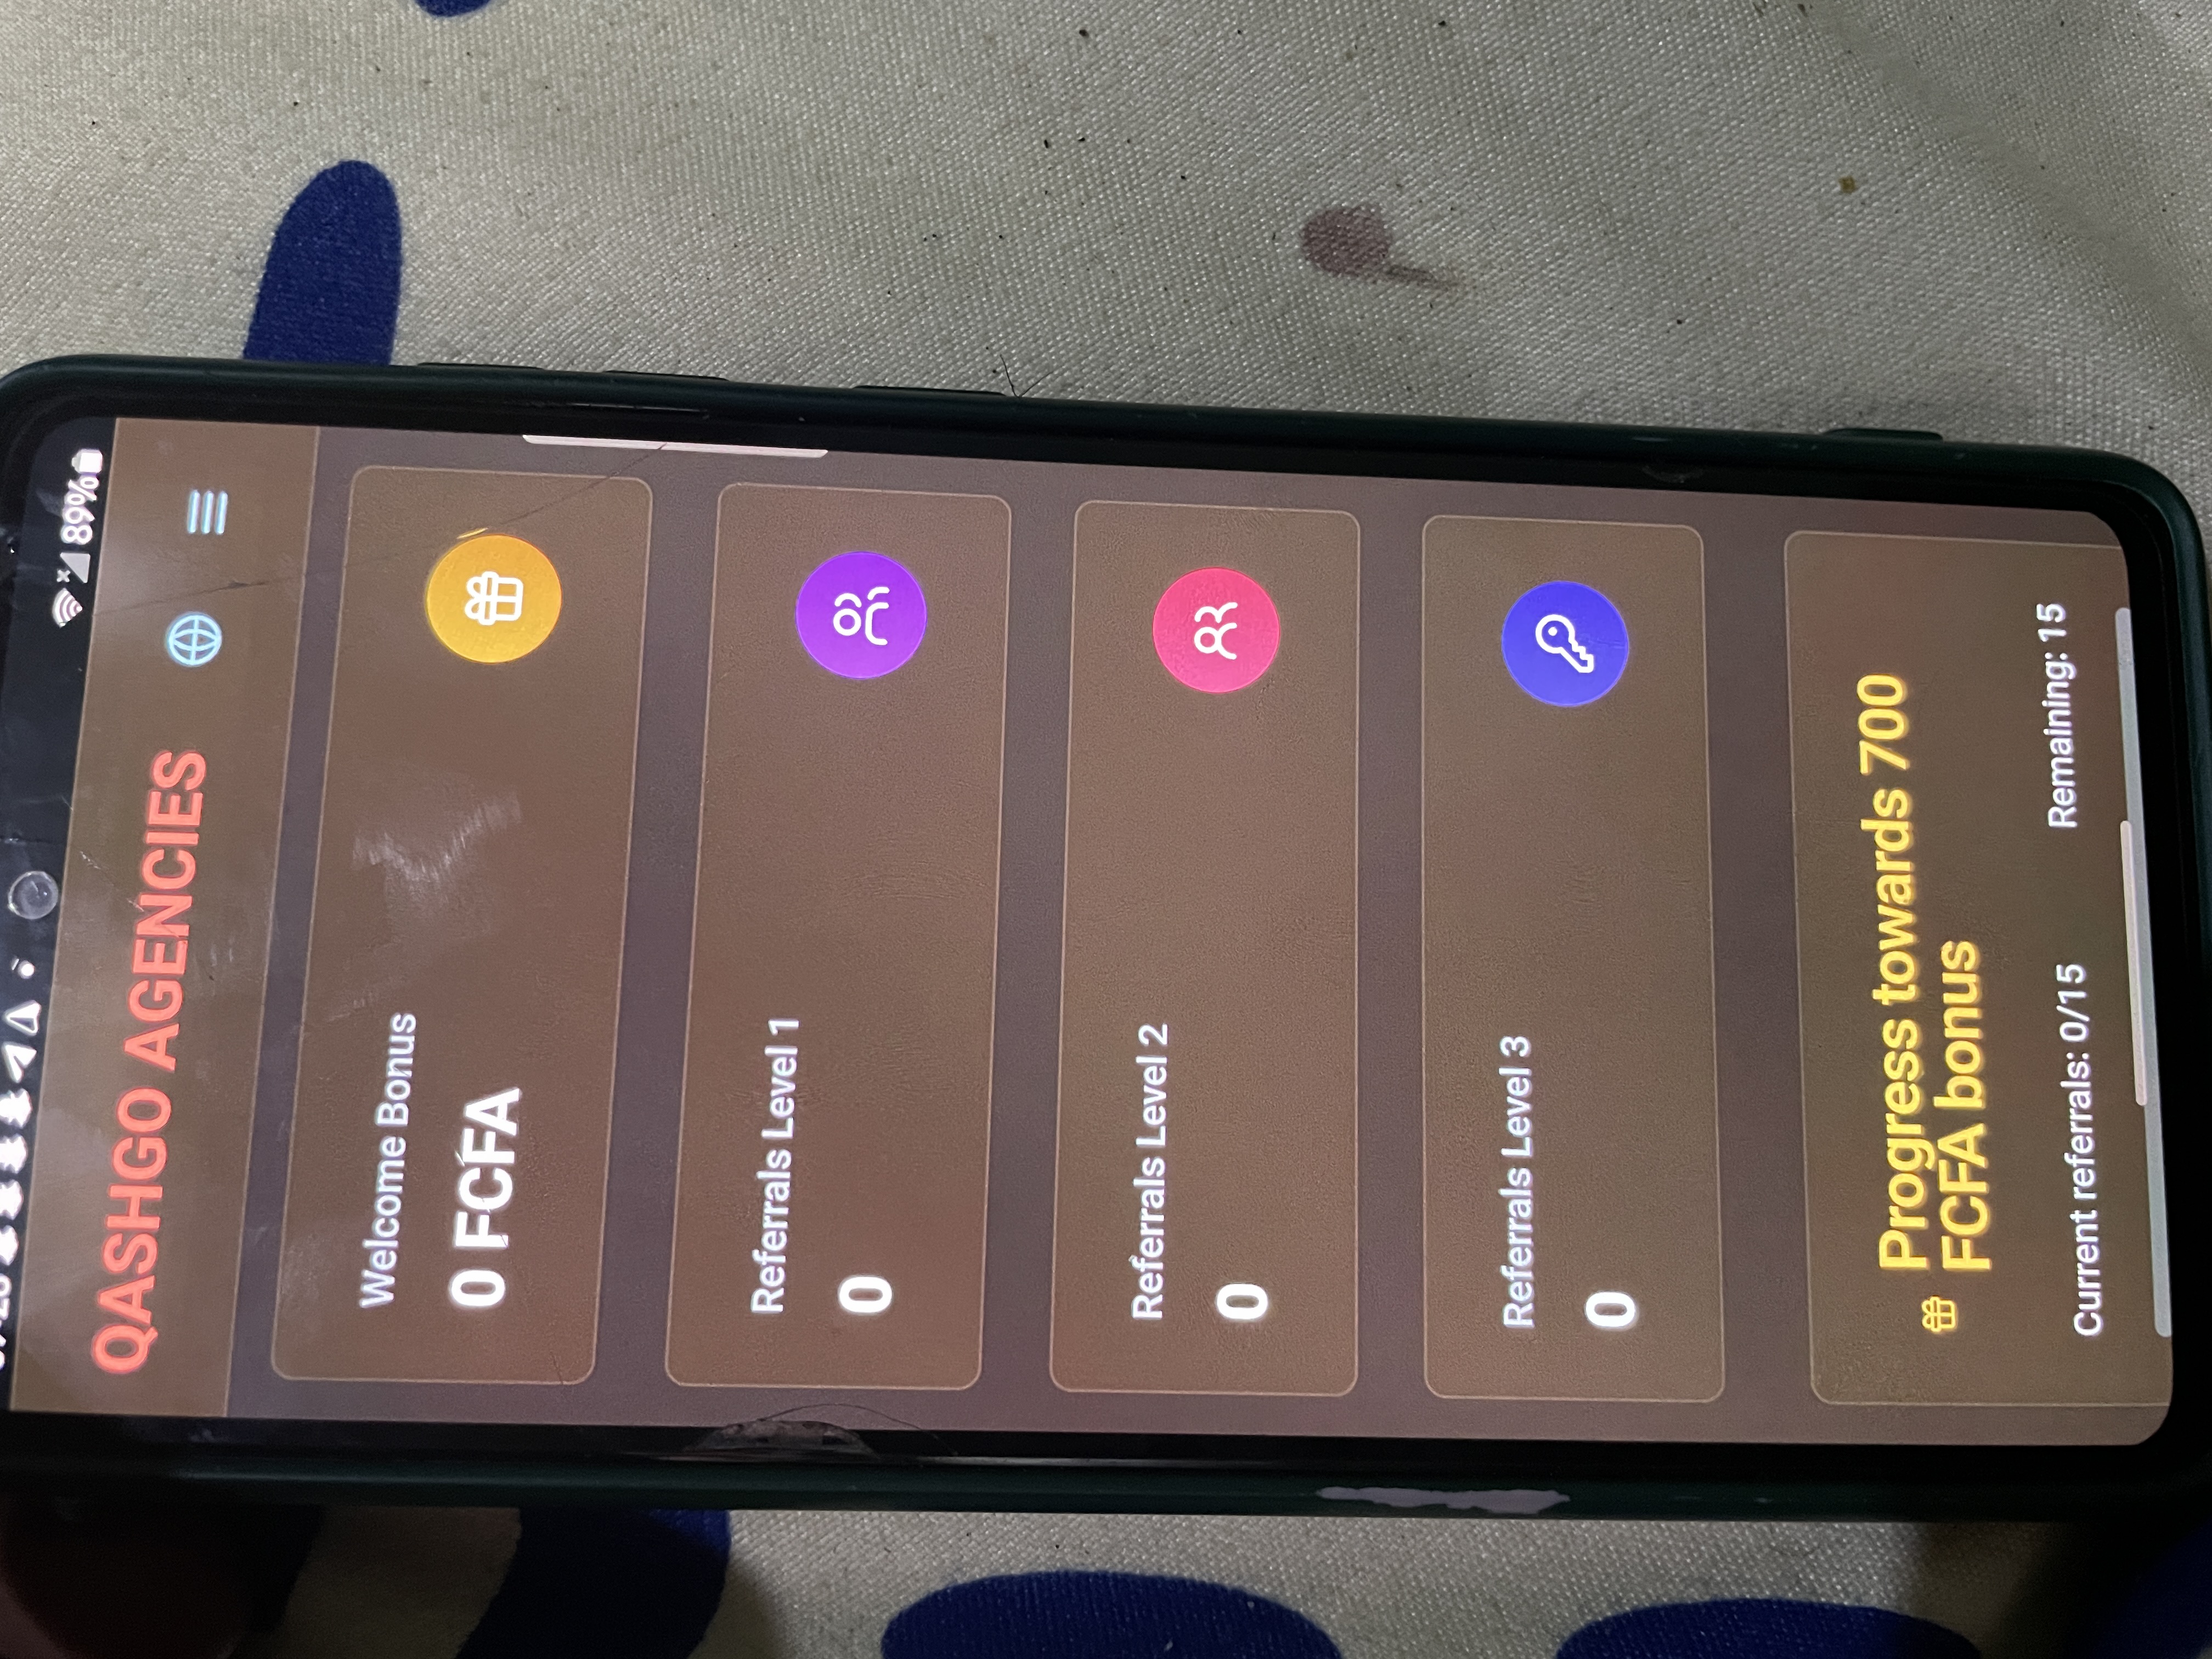 89%
QASHGO AGENCIES
Welcome Bonus
0 FCFA
Referrals Level 1
0
Referrals Level 2
0
Referrals Level 3
0
Progress towards 700
FCFA bonus
Current referrals: 0/15
Remaining: 15